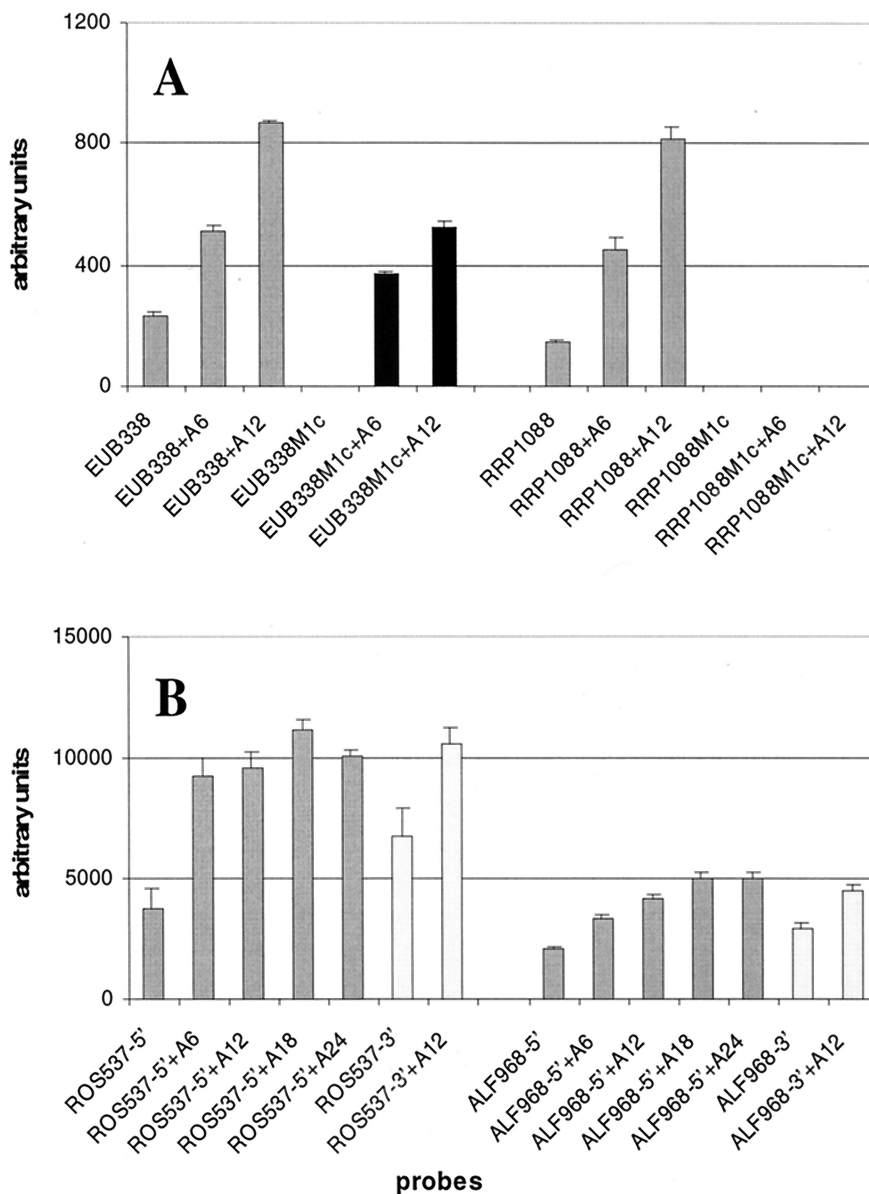 A
arbitrary units
1200
800
400
0
EUB338
EUB338+A6
EUB338+A12
EUB338M1c
EUB338M1c+A6
EUB338M1c+A12
RRP1088
RRP1088+A6
RRP1088+A12
RRP1088M1c
RRP1088M1c+A6
RRP1088M1c+A12
B
arbitrary units
15000
10000
5000
0
ROS537-5'
ROS537-5'+A6
ROS537-5'+A12
ROS537-5'+A18
ROS537-5'+A24
ROS537-3'
ROS537-3'+A12
ALF968-5'
ALF968-5'+A6
ALF968-5'+A12
ALF968-5'+A18
ALF968-5'+A24
ALF968-3'
ALF968-3'+A12
probes